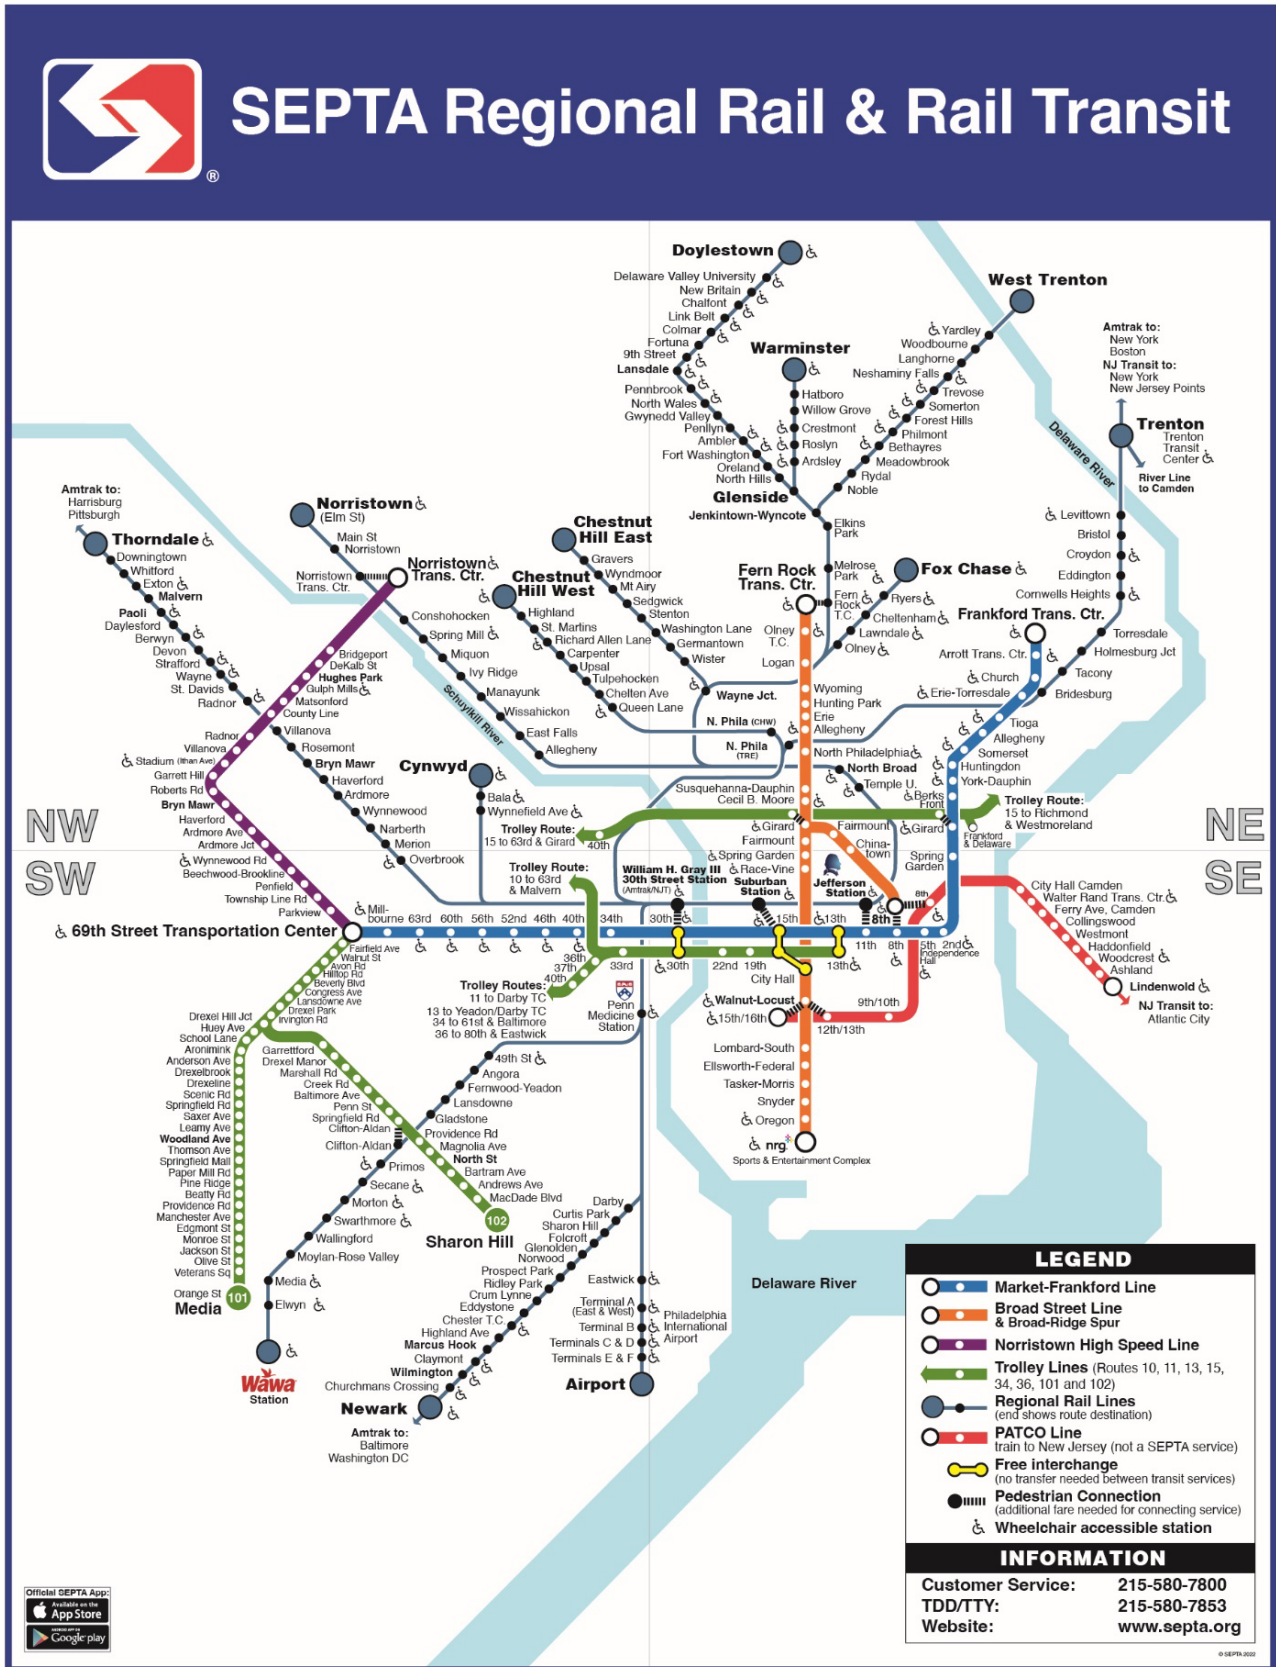 SEPTA Regional Rail & Rail Transit
®
Doylestown
Delaware Valley University
New Britain
Chalfont
Link Belt
Colmar
Fortuna
9th Street
Lansdale
Pennbrook
North Wales
Gwynedd Valley
Penllyn
Ambler
Fort Washington
Oreland
North Hills
Glenside
Jenkintown-Wyncote
Warminster
Hatboro
Willow Grove
Crestmont
Roslyn
Ardsley
West Trenton
Yardley
Woodbourne
Langhorne
Neshaminy Falls
Trevose
Somerton
Forest Hills
Philmont
Bethayres
Meadowbrook
Rydal
Noble
Elkins
Park
Melrose
Park
Fern
Rock
T.C.
Amtrak to:
New York
Boston
NJ Transit to:
New York
New Jersey Points
Trenton
Trenton
Transit
Center
River Line
to Camden
Delaware River
Levittown
Bristol
Croydon
Eddington
Cornwells Heights
Torresdale
Holmesburg Jct
Tacony
Bridesburg
Amtrak to:
Harrisburg
Pittsburgh
Thorndale
Downingtown
Whitford
Exton
Malvern
Paoli
Daylesford
Berwyn
Devon
Strafford
Wayne
St. Davids
Radnor
Villanova
Rosemont
Bryn Mawr
Haverford
Ardmore
Wynnewood
Narberth
Merion
Overbrook
Norristown
(Elm St)
Main St
Norristown
Norristown
Trans. Ctr.
Norristown
Trans. Ctr.
Conshohocken
Spring Mill
Miquon
Ivy Ridge
Manayunk
Wissahickon
East Falls
Allegheny
Schuylkill River
Chestnut
Hill East
Gravers
Wyndmoor
Mt Airy
Sedgwick
Stenton
Washington Lane
Germantown
Wister
Wayne Jct.
Chestnut
Hill West
Highland
St. Martins
Richard Allen Lane
Carpenter
Upsal
Tulpehocken
Chelten Ave
Queen Lane
N. Phila (CHW)
N. Phila
(TRE)
North Broad
Temple U.
Fox Chase
Ryers
Cheltenham
Lawndale
Olney
Fern Rock
Trans. Ctr.
Olney
T.C.
Logan
Wyoming
Hunting Park
Erie
Allegheny
North Philadelphia
Susquehanna-Dauphin
Cecil B. Moore
Girard
Fairmount
Spring Garden
Race-Vine
Fairmount
China-
town
Frankford Trans. Ctr.
Arrott Trans. Ctr.
Church
Erie-Torresdale
Tioga
Allegheny
Somerset
Huntingdon
York-Dauphin
Berks
Front
Girard
Spring
Garden
Frankford
& Delaware
Trolley Route:
15 to Richmond
& Westmoreland
Bridgeport
DeKalb St
Hughes Park
Gulph Mills
Matsonford
County Line
Radnor
Villanova
Stadium (Ithan Ave)
Garrett Hill
Roberts Rd
Bryn Mawr
Haverford
Ardmore Ave
Ardmore Jct
Wynnewood Rd
Beechwood-Brookline
Penfield
Township Line Rd
Parkview
Cynwyd
Bala
Wynnefield Ave
Trolley Route:
15 to 63rd & Girard
40th
Trolley Route:
10 to 63rd
& Malvern
NW
SW
NE
SE
William H. Gray III
30th Street Station
(Amtrak/NJT)
Suburban
Station
Jefferson
Station
8th
69th Street Transportation Center
Mill-
bourne
63rd
60th
56th
52nd
46th
40th
34th
30th
15th
13th
11th
8th
8th
5th
Independence
Hall
2nd
36th
37th
40th
33rd
30th
22nd
19th
13th
City Hall
Trolley Routes:
11 to Darby TC
13 to Yeadon/Darby TC
34 to 61st & Baltimore
36 to 80th & Eastwick
Penn
Medicine
Station
Walnut-Locust
15th/16th
12th/13th
9th/10th
Lombard-South
Ellsworth-Federal
Tasker-Morris
Snyder
Oregon
nrg
Sports & Entertainment Complex
City Hall Camden
Walter Rand Trans. Ctr.
Ferry Ave, Camden
Collingswood
Westmont
Haddonfield
Woodcrest
Ashland
Lindenwold
NJ Transit to:
Atlantic City
Fairfield Ave
Walnut St
Avon Rd
Hilltop Rd
Beverly Blvd
Congress Ave
Lansdowne Ave
Drexel Park
Irvington Rd
Drexel Hill Jct
Huey Ave
School Lane
Aronimink
Anderson Ave
Drexelbrook
Drexeline
Scenic Rd
Springfield Rd
Saxer Ave
Leamy Ave
Woodland Ave
Thomson Ave
Springfield Mall
Paper Mill Rd
Pine Ridge
Beatty Rd
Providence Rd
Manchester Ave
Edgmont St
Monroe St
Jackson St
Olive St
Veterans Sq
Orange St
Media
101
Garrettford
Drexel Manor
Marshall Rd
Creek Rd
Baltimore Ave
Penn St
Springfield Rd
Clifton-Aldan
Providence Rd
Magnolia Ave
North St
Bartram Ave
Andrews Ave
MacDade Blvd
102
Sharon Hill
49th St
Angora
Fernwood-Yeadon
Lansdowne
Gladstone
Clifton-Aldan
Primos
Secane
Morton
Swarthmore
Wallingford
Moylan-Rose Valley
Media
Elwyn
Wawa
Station
Darby
Curtis Park
Sharon Hill
Folcroft
Glenolden
Norwood
Prospect Park
Ridley Park
Crum Lynne
Eddystone
Chester T.C.
Highland Ave
Marcus Hook
Claymont
Wilmington
Churchmans Crossing
Newark
Amtrak to:
Baltimore
Washington DC
Eastwick
Terminal A
(East & West)
Terminal B
Terminals C & D
Terminals E & F
Philadelphia
International
Airport
Airport
Delaware River
LEGEND
Market-Frankford Line
Broad Street Line
& Broad-Ridge Spur
Norristown High Speed Line
Trolley Lines (Routes 10, 11, 13, 15,
34, 36, 101 and 102)
Regional Rail Lines
(end shows route destination)
PATCO Line
train to New Jersey (not a SEPTA service)
Free interchange
(no transfer needed between transit services)
Pedestrian Connection
(additional fare needed for connecting service)
Wheelchair accessible station
INFORMATION
Customer Service: 215-580-7800
TDD/TTY: 215-580-7853
Website: www.septa.org
Official SEPTA App:
Available on the
App Store
ANDROID APP ON
Google play
© SEPTA 2022